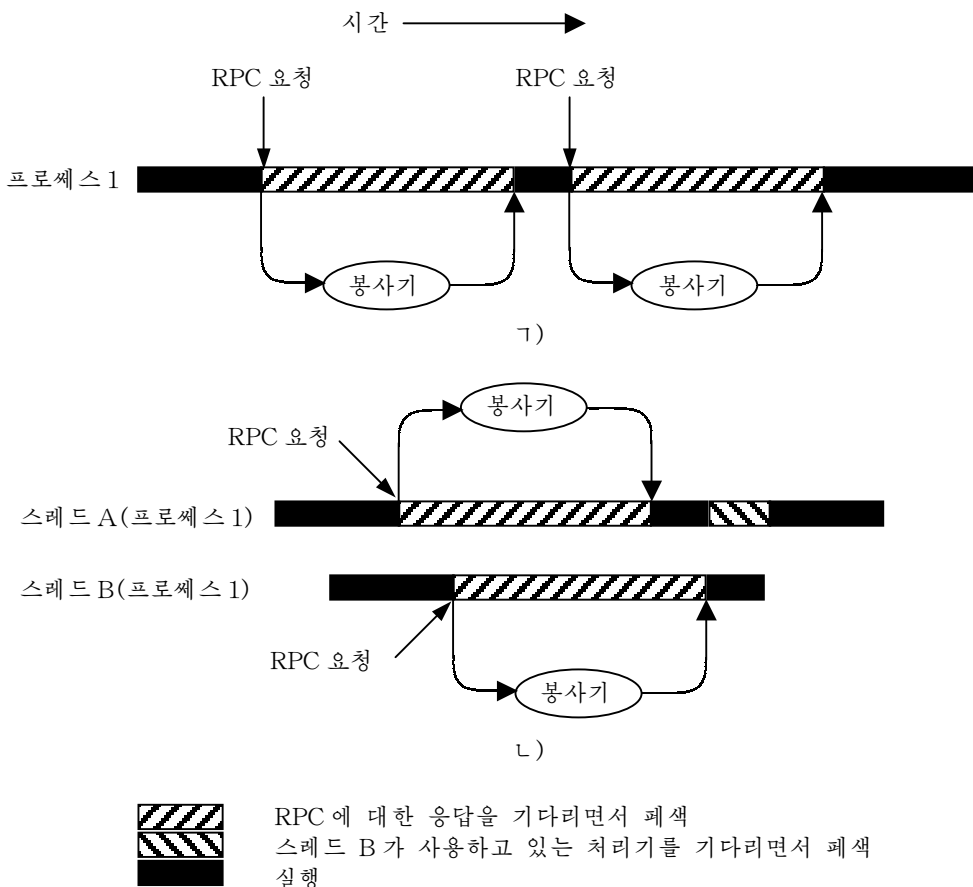 시간
RPC 요청 RPC 요청
프로쎄스 1
봉사기 봉사기
ㄱ)
봉사기
RPC 요청
스레드 A(프로쎄스 1)
스레드 B(프로쎄스 1)
RPC 요청
봉사기
ㄴ)
RPC 에 대한 응답을 기다리면서 페색
스레드 B 가 사용하고 있는 처리기를 기다리면서 페색
실행